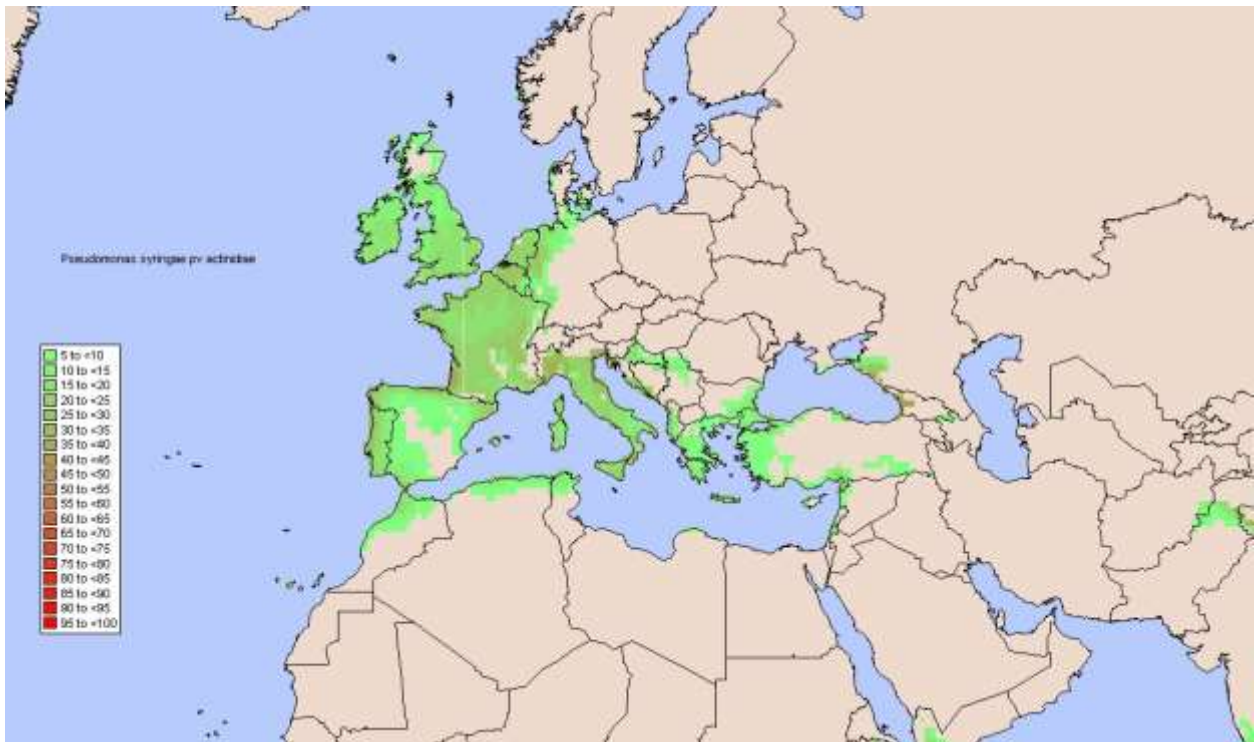 Pseudomonas syringae pv actinidiae
5 to <10
10 to <15
15 to <20
20 to <25
25 to <30
30 to <35
35 to <40
40 to <45
45 to <50
50 to <55
55 to <60
60 to <65
65 to <70
70 to <75
75 to <80
80 to <85
85 to <90
90 to <95
95 to <100